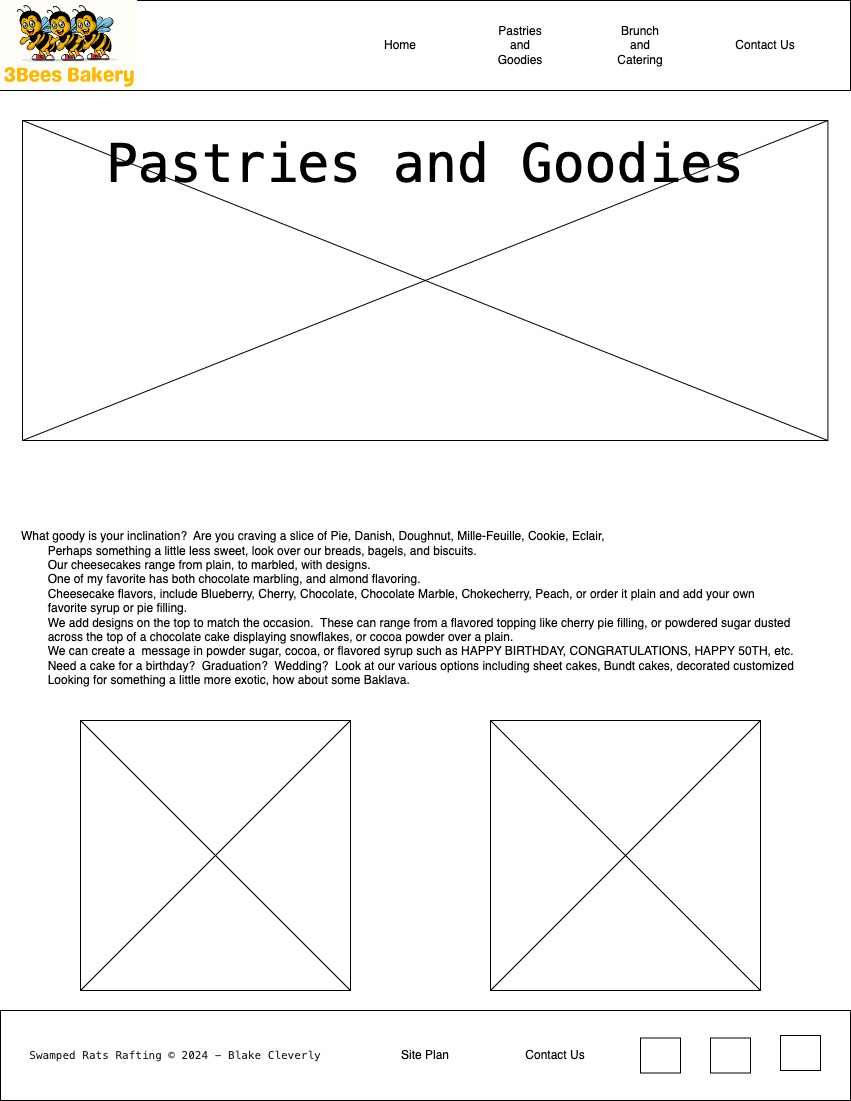 3Bees Bakery
Home
Pastries
and
Goodies
Brunch
and
Catering
Contact Us
Pastries and Goodies
What goody is your inclination?  Are you craving a slice of Pie, Danish, Doughnut, Mille-Feuille, Cookie, Eclair,
Perhaps something a little less sweet, look over our breads, bagels, and biscuits.
Our cheesecakes range from plain, to marbled, with designs.
One of my favorite has both chocolate marbling, and almond flavoring.
Cheesecake flavors, include Blueberry, Cherry, Chocolate, Chocolate Marble, Chokecherry, Peach, or order it plain and add your own
favorite syrup or pie filling.
We add designs on the top to match the occasion.  These can range from a flavored topping like cherry pie filling, or powdered sugar dusted
across the top of a chocolate cake displaying snowflakes, or cocoa powder over a plain.
We can create a  message in powder sugar, cocoa, or flavored syrup such as HAPPY BIRTHDAY, CONGRATULATIONS, HAPPY 50TH, etc.
Need a cake for a birthday?  Graduation?  Wedding?  Look at our various options including sheet cakes, Bundt cakes, decorated customized
Looking for something a little more exotic, how about some Baklava.
Swamped Rats Rafting © 2024 – Blake Cleverly
Site Plan
Contact Us